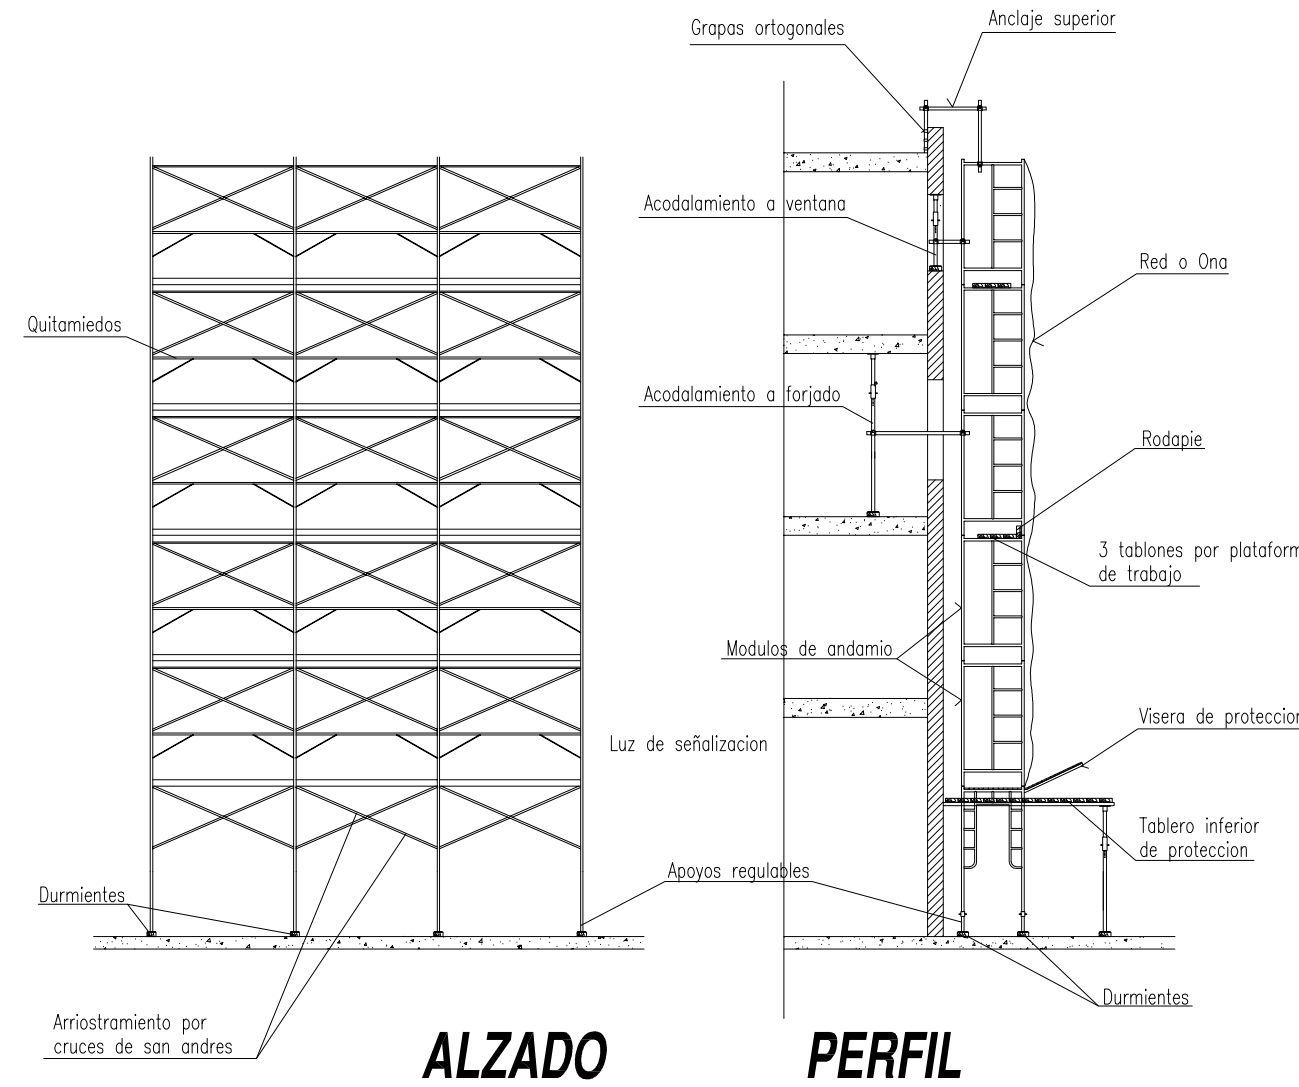 Anclaje superior
Grapas ortogonales
Acodalamiento a ventana
Red o Ona
Quitamiedos
Acodalamiento a forjado
Rodapie
3 tablones por plataform
de trabajo
Modulos de andamio
Visera de proteccion
Luz de señalizacion
Tablero inferior
de proteccion
Apoyos regulables
Durmientes
Durmientes
Arriostramiento por
cruces de san andres
ALZADO
PERFIL